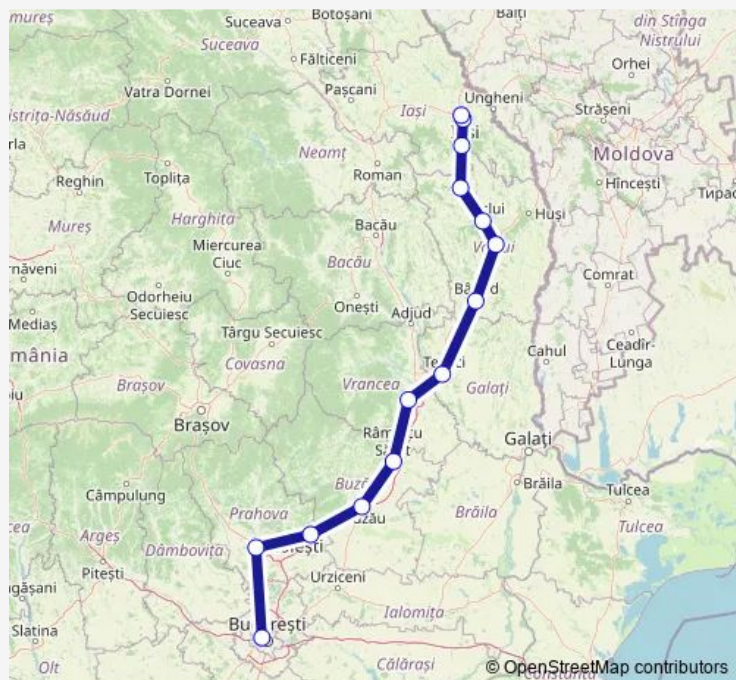 Suceava
Botoșani
Bălți
din Stînga
Nistrului
mureș
Suceava
Fălticeni
Orhei
Vatra Dornei
Pașcani
Iași
Ungheni
Strășeni
Moldova
Neamț
Roman
Reghin
Toplița
Hîncești
Harghita
Huși
Mureș
Miercurea
Ciuc
Bacău
Bacău
Comrat
Odorheiu
Secuiesc
Onești
Adjud
Mediaș
Târgu Secuiesc
Ceadîr-
Lunga
Covasna
Cahul
Brașov
Vrancea
Galați
Brașov
Galați
Câmpulung
Brăila
Tulcea
Prahova
Argeș
Brăila
Tulcea
Dâmbovița
Pitești
Urziceni
Ialomița
Slatina
Olt
Călărași
© OpenStreetMap contributors